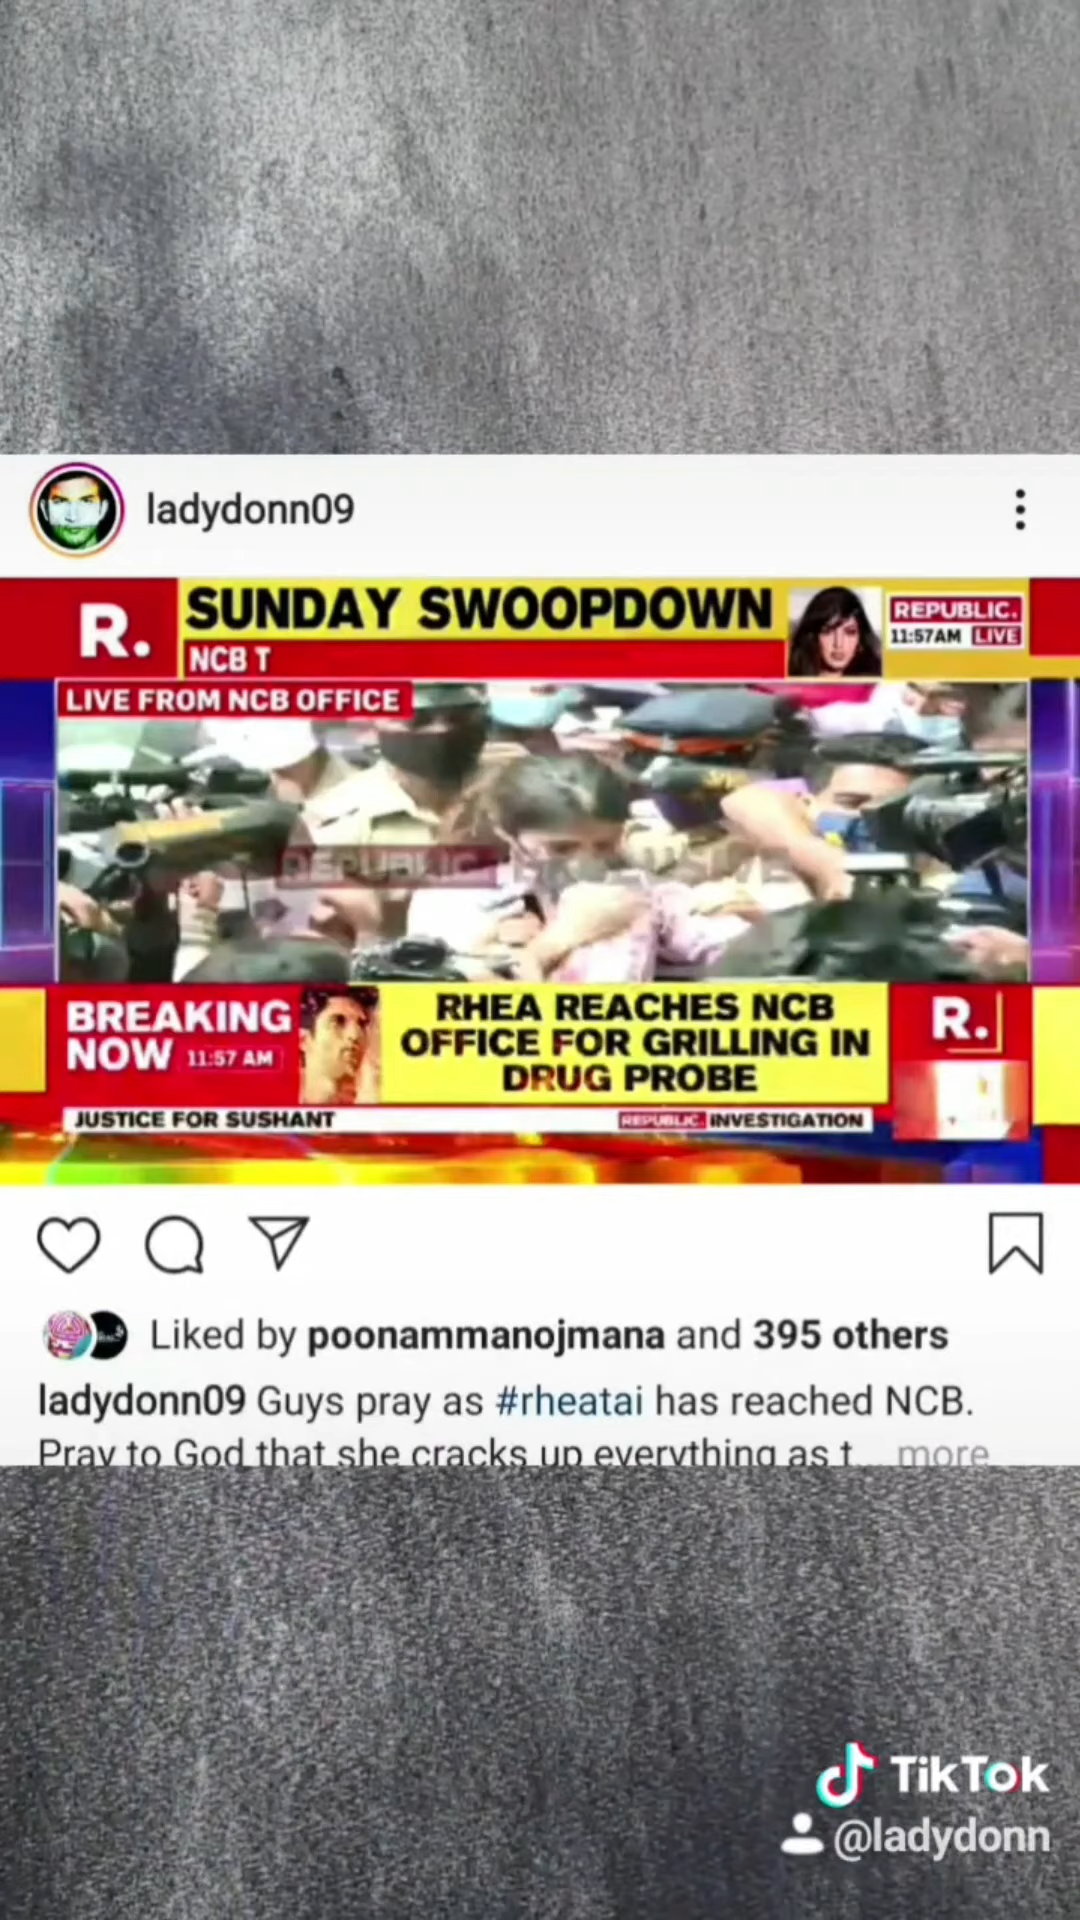 ladydonn09
R.
SUNDAY SWOOPDOWN
NCB T
REPUBLIC.
11:57AM LIVE
LIVE FROM NCB OFFICE
REPUBLIC EXCLUSIVE
BREAKING
NOW 11:57 AM
RHEA REACHES NCB
OFFICE FOR GRILLING IN
DRUG PROBE
R.
JUSTICE FOR SUSHANT
REPUBLIC. INVESTIGATION
Liked by poonammanojmana and 395 others
ladydonn09 Guys pray as #rheatai has reached NCB.
Pray to God that she cracks up everything as t... more
TikTok
@ladydonn